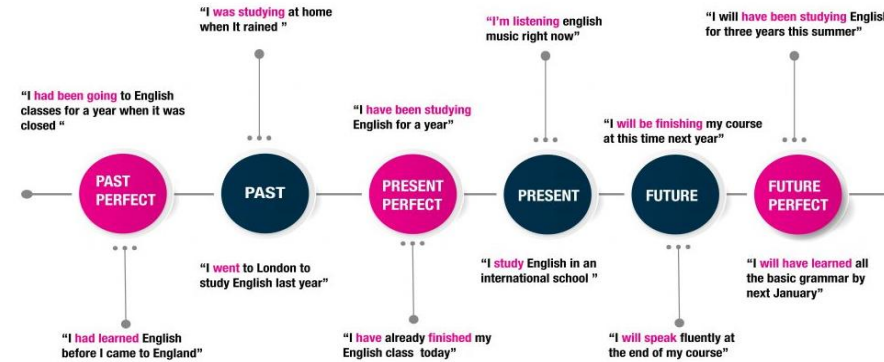 “I was studying at home
when It rained ”
“I’m listening english
music right now”
“I will have been studying English
for three years this summer”
“I had been going to English
classes for a year when it was
closed “
“I have been studying
English for a year”
“I will be finishing my course
at this time next year”
PAST
PERFECT
PAST
PRESENT
PERFECT
PRESENT
FUTURE
FUTURE
PERFECT
“I went to London to
study English last year”
“I study English in an
international school ”
“I will have learned all
the basic grammar by
next January”
“I had learned English
before I came to England”
“I have already finished my
English class today”
“I will speak fluently at
the end of my course”